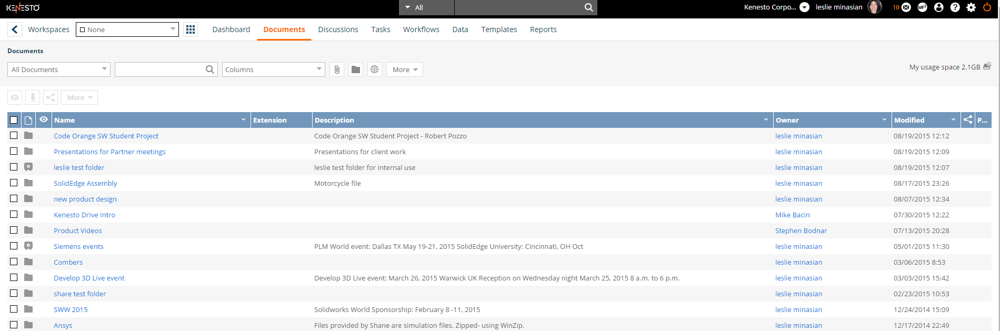 KENESTO All Kenesto Corpo... leslie minasian 10 MF²
Workspaces None Dashboard Documents Discussions Tasks Workflows Data Templates Reports
Documents
All Documents Columns More My usage space 2.1GB
More
Name Extension Description Owner Modified P...
Code Orange SW Student Project Code Orange SW Student Project - Robert Pozzo leslie minasian 08/19/2015 12:12
Presentations for Partner meetings Presentations for client work leslie minasian 08/19/2015 12:09
leslie test folder leslie test folder for internal use leslie minasian 08/19/2015 12:07
SolidEdge Assembly Motorcycle file leslie minasian 08/17/2015 23:26
new product design leslie minasian 08/07/2015 12:34
Kenesto Drive Intro Mike Bacin 07/30/2015 12:22
Product Videos Stephen Bodnar 07/13/2015 20:28
Siemens events PLM World event: Dallas TX May 19-21, 2015 SolidEdge University: Cincinnati, OH Oct leslie minasian 05/01/2015 11:30
Combers leslie minasian 03/06/2015 8:53
Develop 3D Live event Develop 3D Live event: March 26, 2015 Warwick UK Reception on Wednesday night March 25, 2015 8 a.m. to 6 p.m. leslie minasian 03/03/2015 15:42
share test folder leslie minasian 02/23/2015 10:53
SWW 2015 Solidworks World Sponsorship: February 8 -11, 2015 leslie minasian 12/24/2014 15:09
Ansys Files provided by Shane are simulation files. Zipped- using WinZip. leslie minasian 12/17/2014 22:49